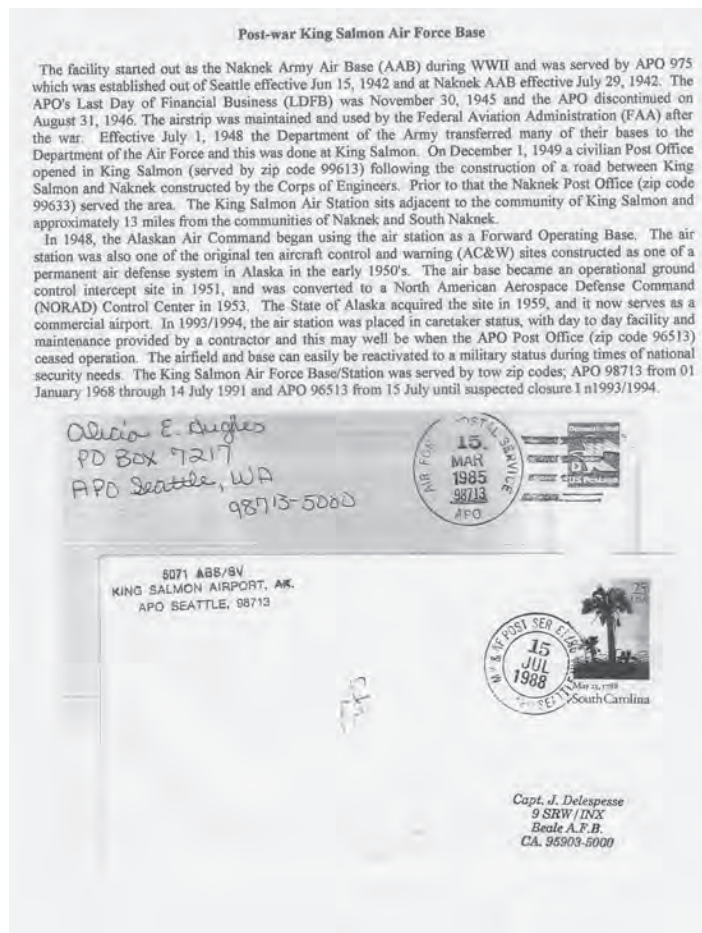 Post-war King Salmon Air Force Base
The facility started out as the Naknek Army Air Base (AAB) during WWII and was served by APO 975
which was established out of Seattle effective Jun 15, 1942 and at Naknek AAB effective July 29, 1942. The
APO's Last Day of Financial Business (LDFB) was November 30, 1945 and the APO discontinued on
August 31, 1946. The airstrip was maintained and used by the Federal Aviation Administration (FAA) after
the war. Effective July 1, 1948 the Department of the Army transferred many of their bases to the
Department of the Air Force and this was done at King Salmon. On December 1, 1949 a civilian Post Office
opened in King Salmon (served by zip code 99613) following the construction of a road between King
Salmon and Naknek constructed by the Corps of Engineers. Prior to that the Naknek Post Office (zip code
99633) served the area. The King Salmon Air Station sits adjacent to the community of King Salmon and
approximately 13 miles from the communities of Naknek and South Naknek.
In 1948, the Alaskan Air Command began using the air station as a Forward Operating Base. The air
station was also one of the original ten aircraft control and warning (AC&W) sites constructed as one of a
permanent air defense system in Alaska in the early 1950's. The air base became an operational ground
control intercept site in 1951, and was converted to a North American Aerospace Defense Command
(NORAD) Control Center in 1953. The State of Alaska acquired the site in 1959, and it now serves as a
commercial airport. In 1993/1994, the air station was placed in caretaker status, with day to day facility and
maintenance provided by a contractor and this may well be when the APO Post Office (zip code 96513)
ceased operation. The airfield and base can easily be reactivated to a military status during times of national
security needs. The King Salmon Air Force Base/Station was served by tow zip codes; APO 98713 from 01
January 1968 through 14 July 1991 and APO 96513 from 15 July until suspected closure I n1993/1994.
Alicia E. Hughes
PO Box 7217
APO Seattle, WA
98713-5000
AIR FORCE POSTAL SERVICE
15
MAR
1985
98713
APO
5071 ABS/SV
KING SALMON AIRPORT, AK.
APO SEATTLE, 98713
POST SER
15
JUL
1988
25
USA
May 23, 1788
South Carolina
Capt. J. Delespesse
9 SRW/INX
Beale A.F.B.
CA. 95903-5000